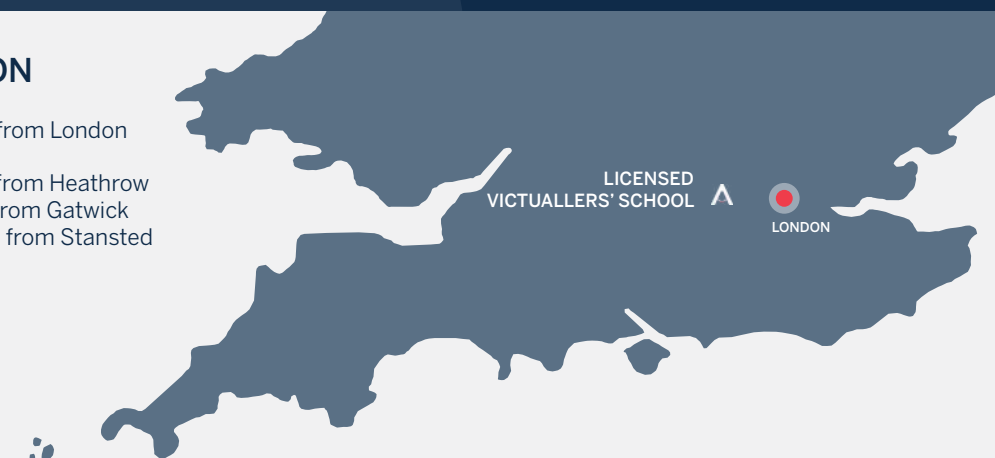 ON
from London
from Heathrow
from Gatwick
from Stansted
LICENSED
VICTUALLERS’ SCHOOL
LONDON